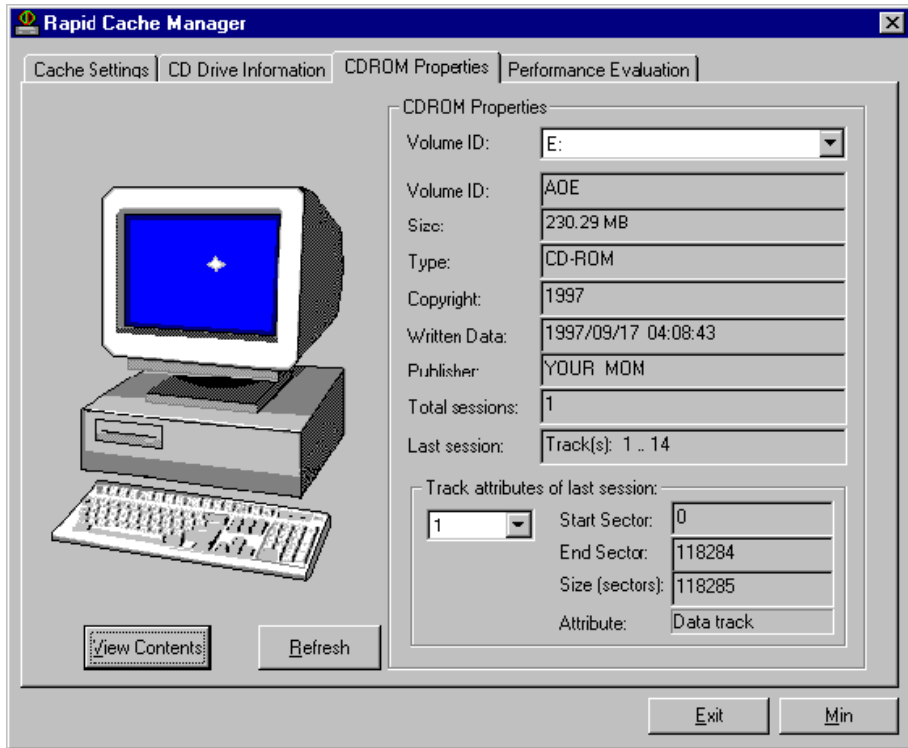 Rapid Cache Manager
Cache Settings CD Drive Information CDROM Properties Performance Evaluation
CDROM Properties
Volume ID: E:
Volume ID: AOE
Size: 230.29 MB
Type: CD-ROM
Copyright: 1997
Written Data: 1997/09/17 04:08:43
Publisher: YOUR MOM
Total sessions: 1
Last session: Track(s): 1 .. 14
Track attributes of last session:
1 Start Sector: 0
End Sector: 118284
Size (sectors): 118285
Attribute: Data track
View Contents Refresh
Exit Min